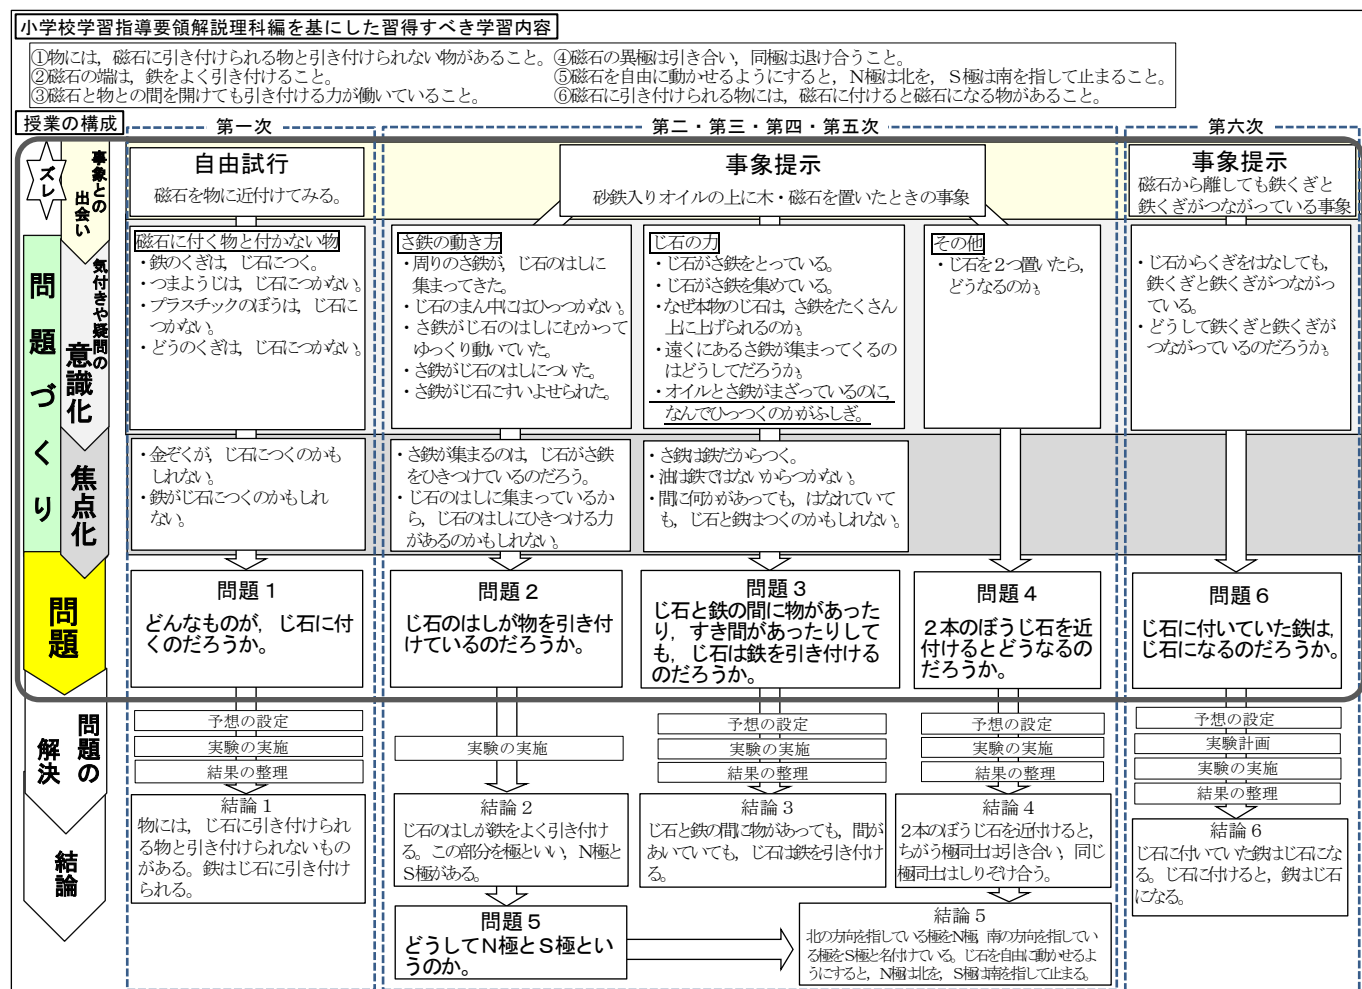 小学校学習指導要領解説理科編を基にした習得すべき学習内容
①物には，磁石に引き付けられる物と引き付けられない物があること。
②磁石の端は，鉄をよく引き付けること。
③磁石と物との間を開けても引き付ける力が働いていること。
④磁石の異極は引き合い，同極は退け合うこと。
⑤磁石を自由に動かせるようにすると，Ｎ極は北を，Ｓ極は南を指して止まること。
⑥磁石に引き付けられる物には，磁石に付けると磁石になる物があること。
授業の構成
第一次
第二・第三・第四・第五次
第六次
ズレ
事象との
出会い
自由試行
磁石を物に近付けてみる。
事象提示
砂鉄入りオイルの上に木・磁石を置いたときの事象
事象提示
磁石から離しても鉄くぎと
鉄くぎがつながっている事象
問題づくり
気付きや疑問の
意識化
磁石に付く物と付かない物
・鉄のくぎは，じ石につく。
・つまようじは，じ石につかない。
・プラスチックのぼうは，じ石に
つかない。
・どうのくぎは，じ石につかない。
さ鉄の動き方
・周りのさ鉄が，じ石のはしに
集まってきた。
・じ石のまん中にはひっつかない。
・さ鉄がじ石のはしにむかって
ゆっくり動いていた。
・さ鉄がじ石のはしについた。
・さ鉄がじ石にすいよせられた。
じ石の力
・じ石がさ鉄をとっている。
・じ石がさ鉄を集めている。
・なぜ本物のじ石は，さ鉄をたくさん
上に上げられるのか。
・遠くにあるさ鉄が集まってくるの
はどうしてだろうか。
・オイルとさ鉄がまざっているのに，
なんでひっつくのかがふしぎ。
その他
・じ石を２つ置いたら，
どうなるのか。
・じ石からくぎをはなしても，
鉄くぎと鉄くぎがつながっ
ている。
・どうして鉄くぎと鉄くぎが
つながっているのだろうか。
焦点化
・金ぞくが，じ石につくのかも
しれない。
・鉄がじ石につくのかもしれ
ない。
・さ鉄が集まるのは，じ石がさ鉄
をひきつけているのだろう。
・じ石のはしに集まっているか
ら，じ石のはしにひきつける力
があるのかもしれない。
・さ鉄は鉄だからつく。
・油は鉄ではないからつかない。
・間に何かがあっても，はなれていて
も，じ石と鉄はつくのかもしれない。
問題
問題１
どんなものが，じ石に付
くのだろうか。
問題２
じ石のはしが物を引き付
けているのだろうか。
問題３
じ石と鉄の間に物があった
り，すき間があったりして
も，じ石は鉄を引き付ける
のだろうか。
問題４
２本のぼうじ石を近
付けるとどうなるの
だろうか。
問題６
じ石に付いていた鉄は，
じ石になるのだろうか。
問題の
解決
予想の設定
実験の実施
結果の整理
実験の実施
予想の設定
実験の実施
結果の整理
予想の設定
実験の実施
結果の整理
予想の設定
実験計画
実験の実施
結果の整理
結論
結論１
物には，じ石に引き付けられ
る物と引き付けられないもの
がある。鉄はじ石に引き付け
られる。
結論２
じ石のはしが鉄をよく引き付け
る。この部分を極といい，Ｎ極と
Ｓ極がある。
結論３
じ石と鉄の間に物があっても，間が
あいていても，じ石は鉄を引き付け
る。
結論４
２本のぼうじ石を近付けると，
ちがう極同士は引き合い，同じ
極同士はしりぞけ合う。
結論６
じ石に付いていた鉄はじ石にな
る。じ石に付けると，鉄はじ石
になる。
問題５
どうしてＮ極とＳ極という
のか。
結論５
北の方向を指している極をＮ極，南の方向を指してい
る極をＳ極と名付けている。じ石を自由に動かせるよ
うにすると，Ｎ極は北を，Ｓ極は南を指して止まる。